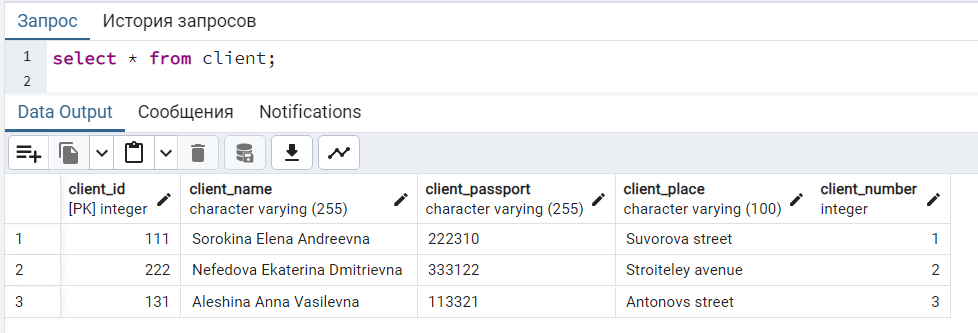 Запрос История запросов
1 select * from client;
2
Data Output Сообщения Notifications
client_id client_name client_passport client_place client_number
[PK] integer character varying (255) character varying (255) character varying (100) integer
1 111 Sorokina Elena Andreevna 222310 Suvorova street 1
2 222 Nefedova Ekaterina Dmitrievna 333122 Stroiteley avenue 2
3 131 Aleshina Anna Vasilevna 113321 Antonovs street 3